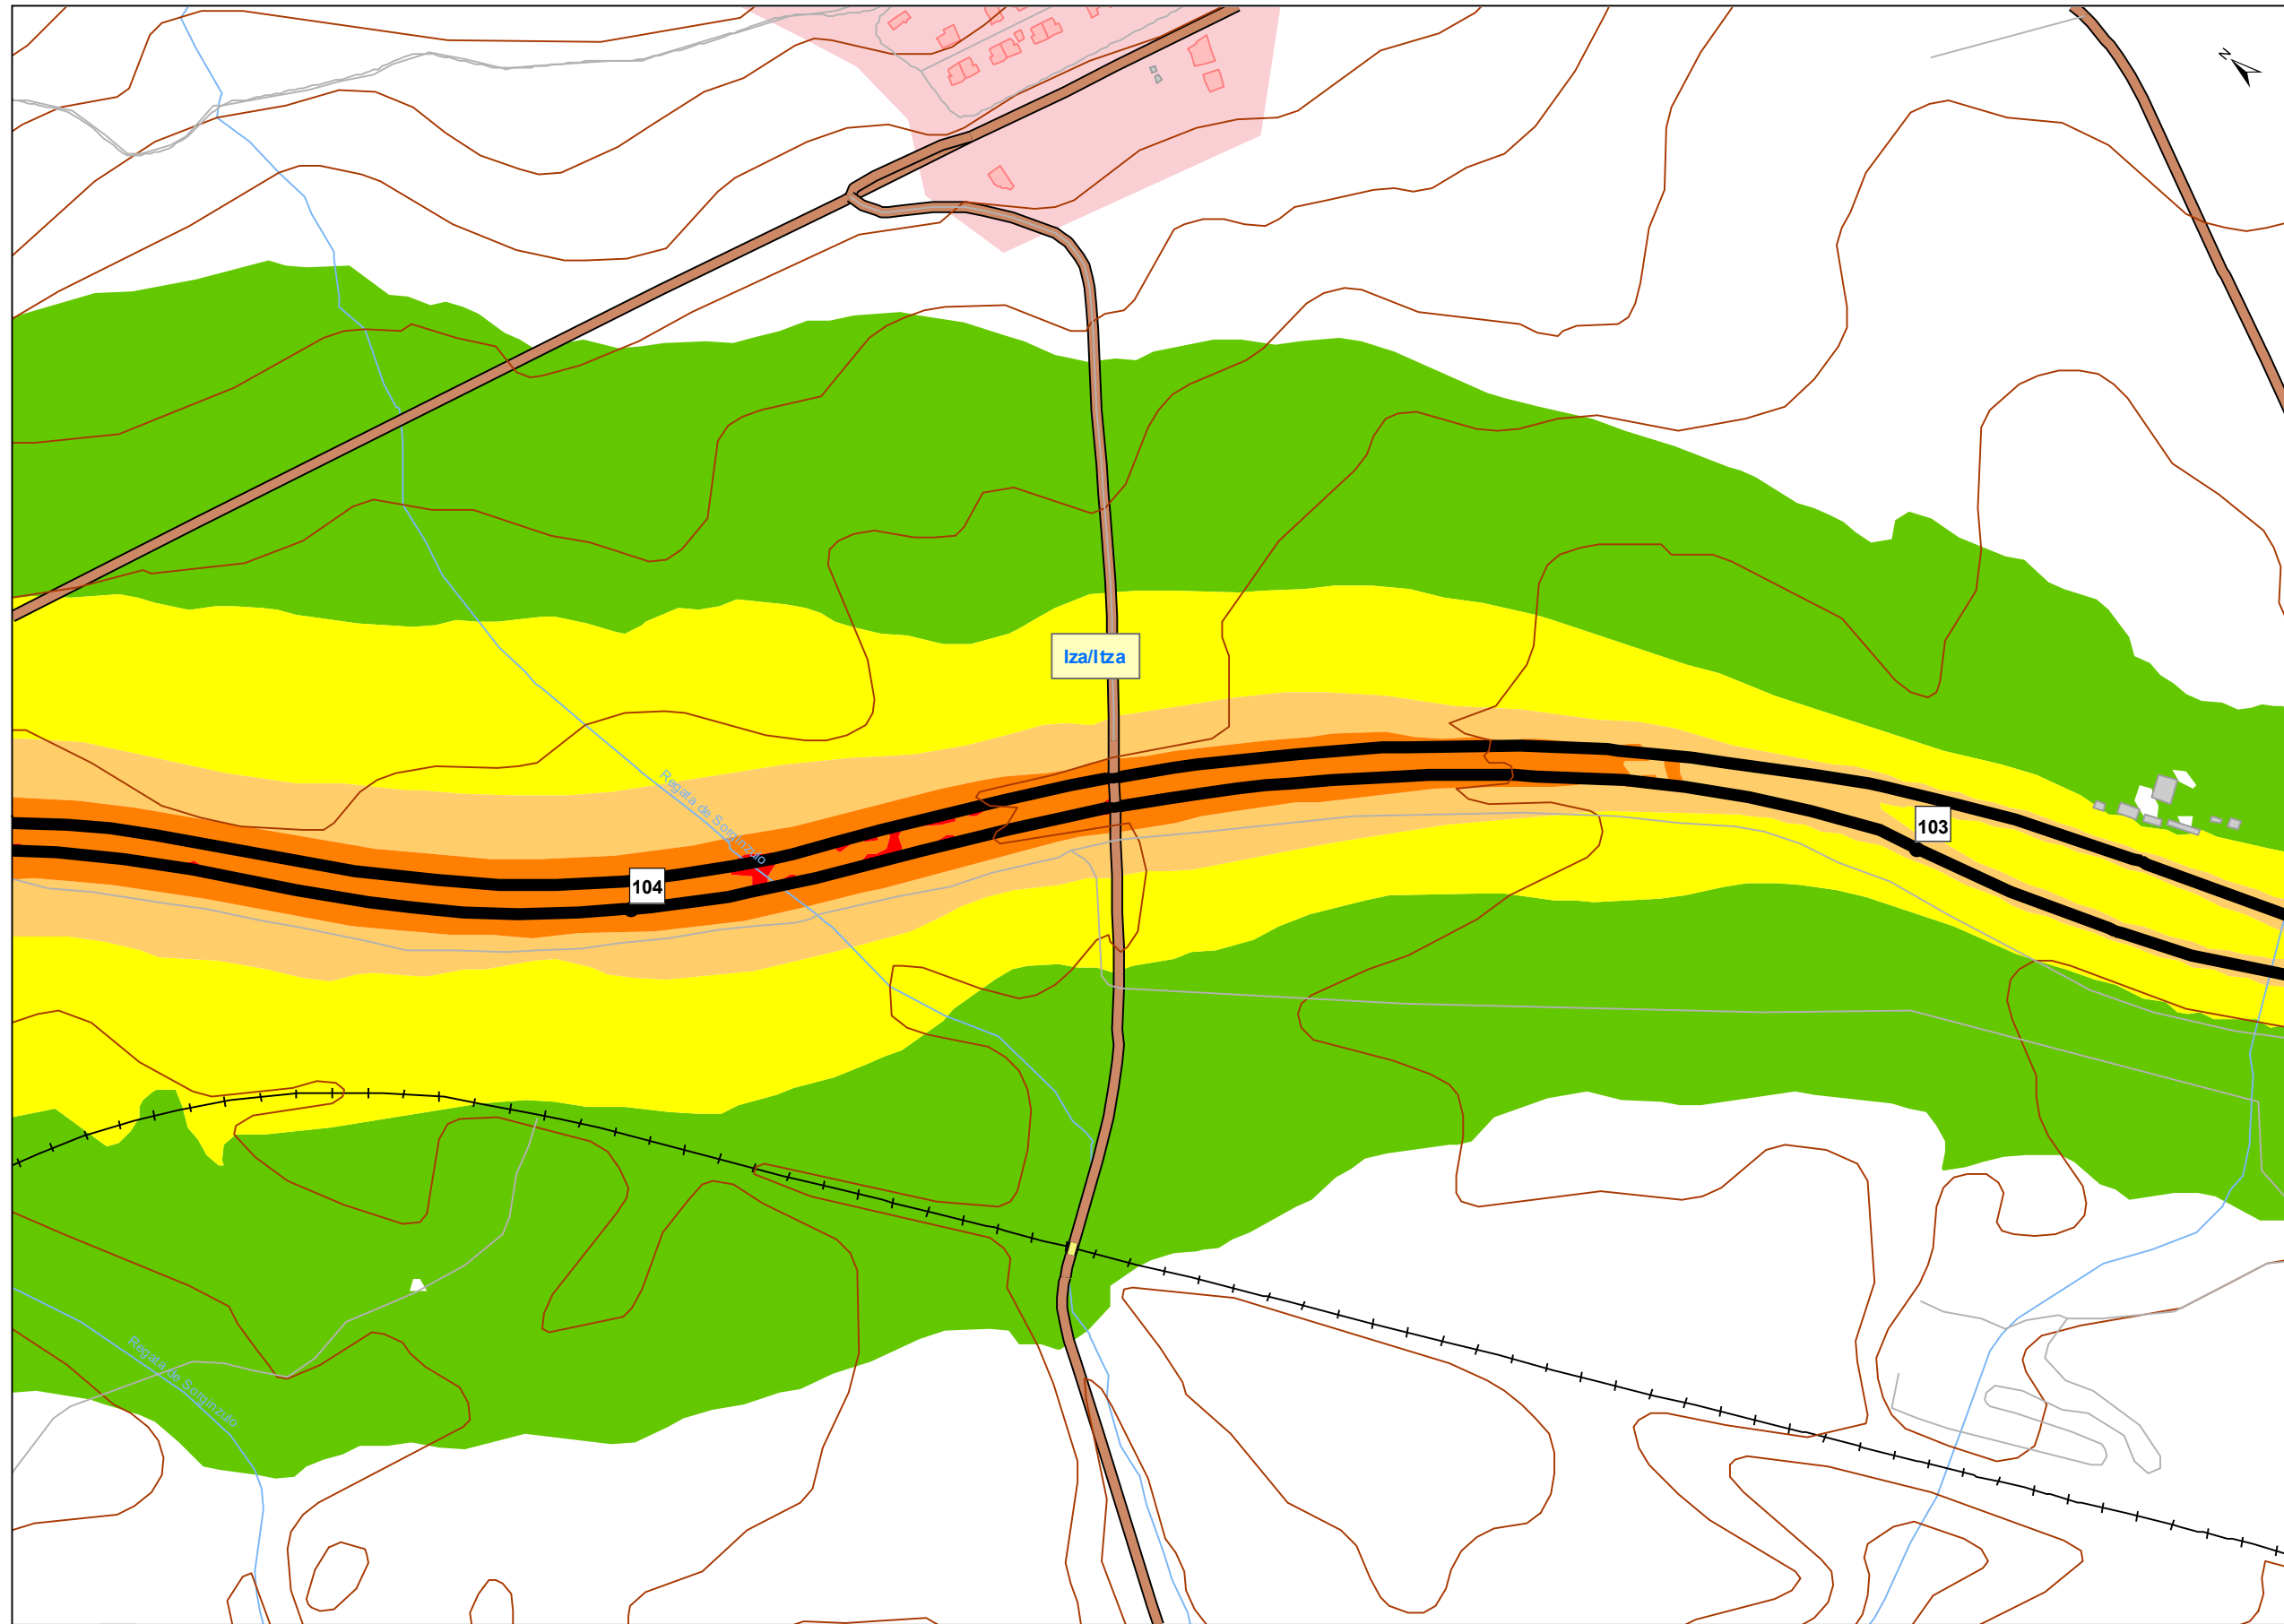 N
Iza/Itza
Regata de Sorginzulo
103
104
Regata de Sorginzulo